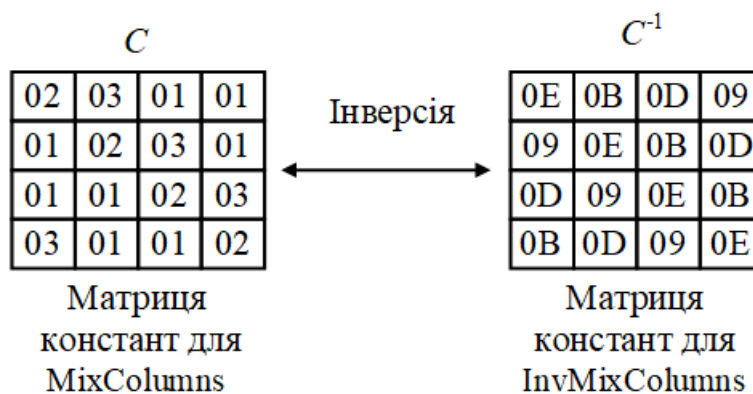 C
C-1
02 03 01 01
01 02 03 01
01 01 02 03
03 01 01 02
Інверсія
0E 0B 0D 09
09 0E 0B 0D
0D 09 0E 0B
0B 0D 09 0E
Матриця
констант для
MixColumns
Матриця
констант для
InvMixColumns